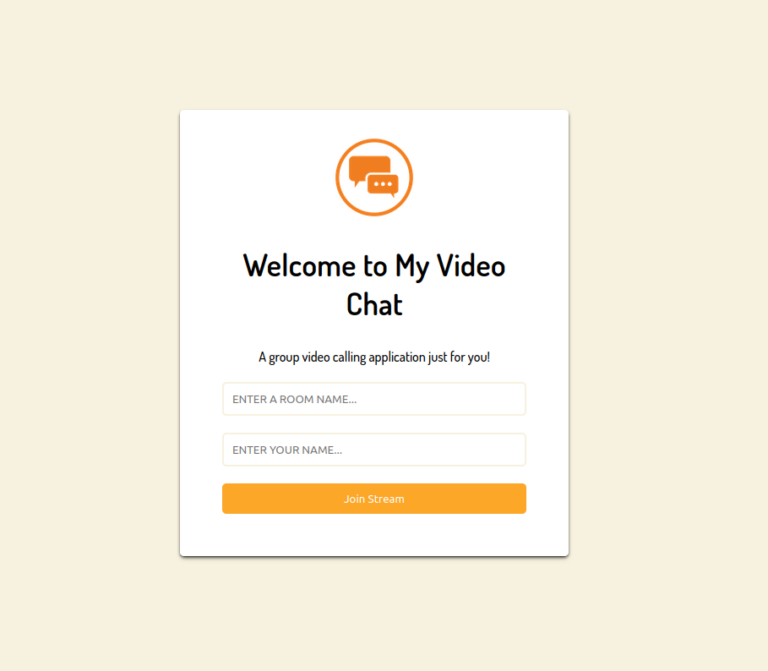 Welcome to My Video
Chat
A group video calling application just for you!
ENTER A ROOM NAME...
ENTER YOUR NAME...
Join Stream